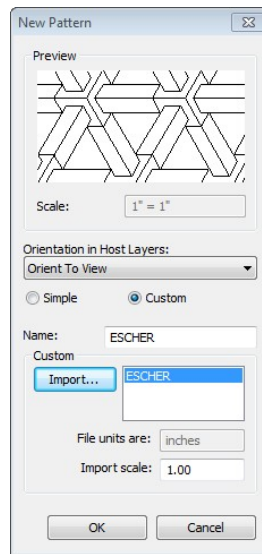 New Pattern
Preview
Scale: 1" = 1"
Orientation in Host Layers:
Orient To View
Simple Custom
Name: ESCHER
Custom
Import... ESCHER
File units are: inches
Import scale: 1.00
OK Cancel